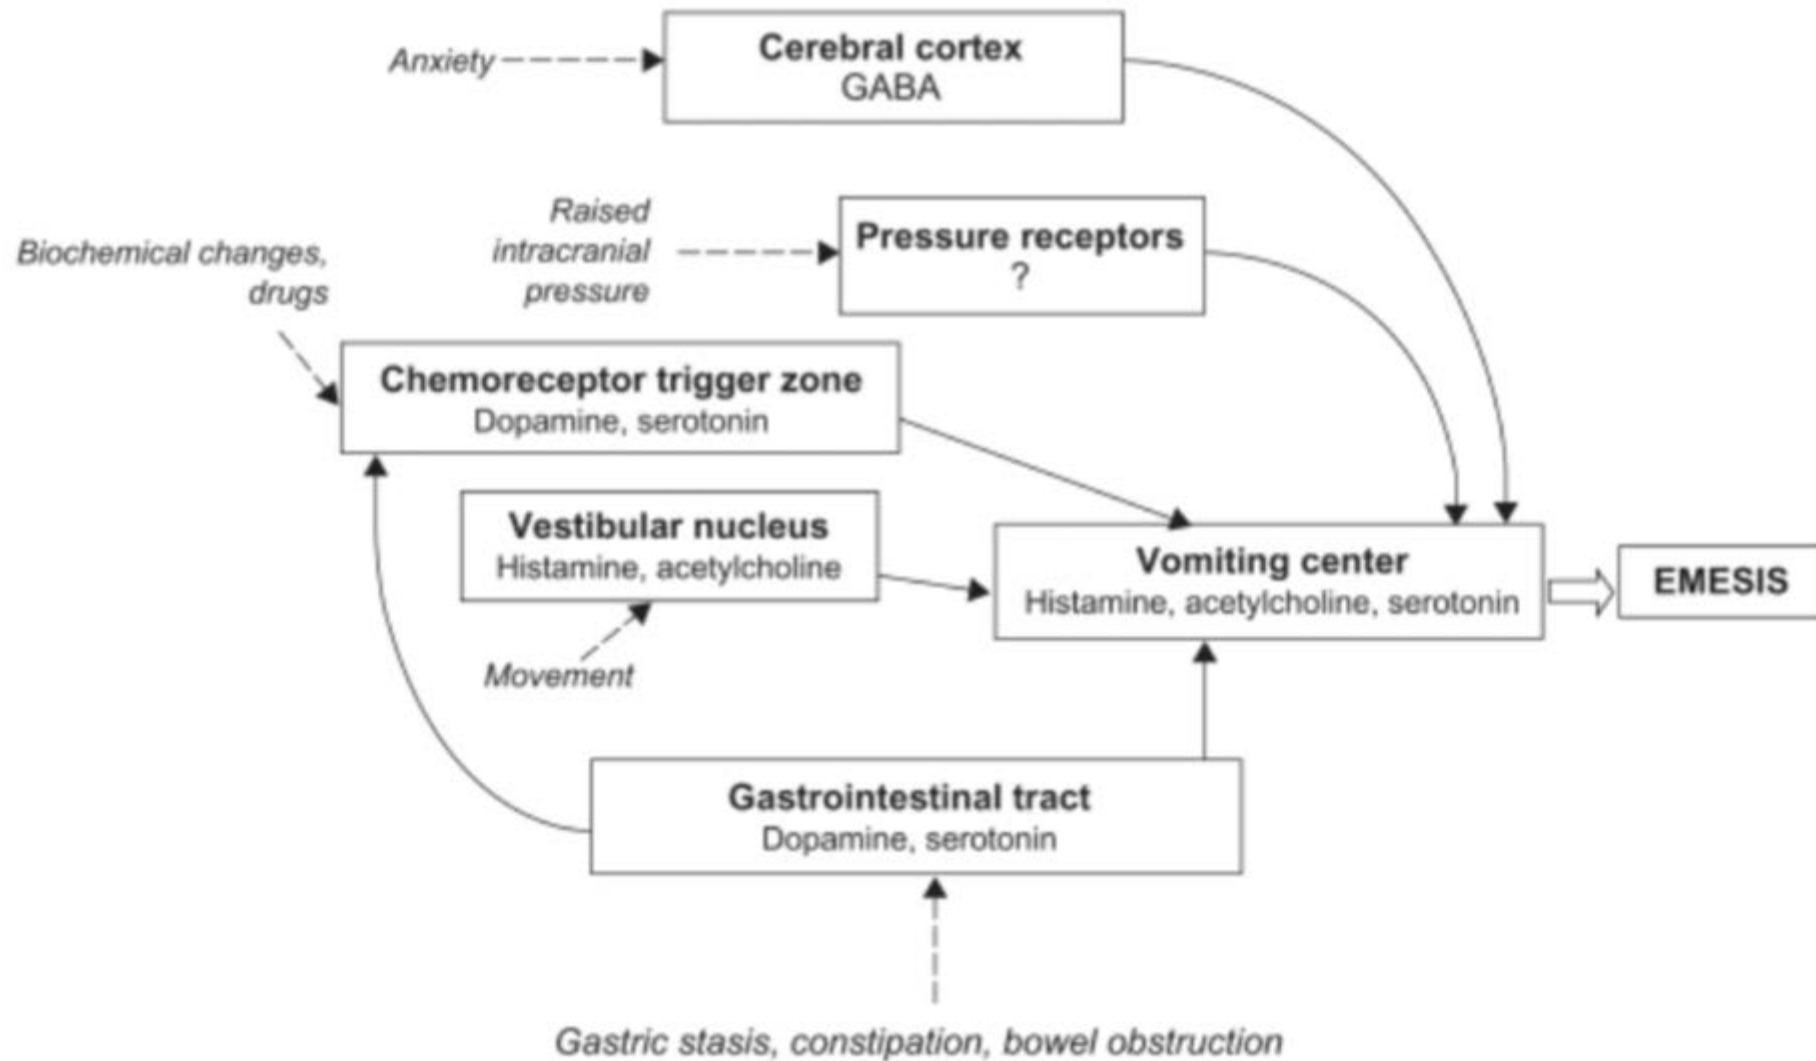 Anxiety
Cerebral cortex
GABA
Raised
intracranial
pressure
Pressure receptors
?
Biochemical changes,
drugs
Chemoreceptor trigger zone
Dopamine, serotonin
Vestibular nucleus
Histamine, acetylcholine
Movement
Vomiting center
Histamine, acetylcholine, serotonin
EMESIS
Gastrointestinal tract
Dopamine, serotonin
Gastric stasis, constipation, bowel obstruction